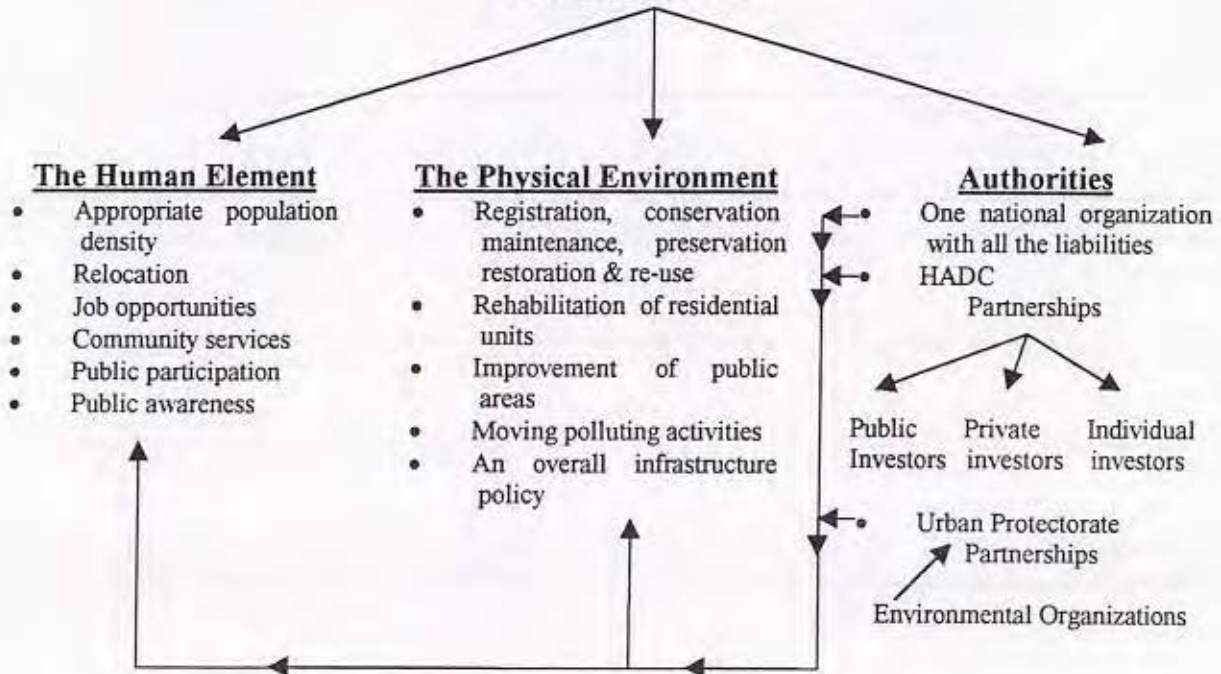 The Human Element
• Appropriate population
density
• Relocation
• Job opportunities
• Community services
• Public participation
• Public awareness
The Physical Environment
• Registration, conservation
maintenance, preservation
restoration & re-use
• Rehabilitation of residential
units
• Improvement of public
areas
• Moving polluting activities
• An overall infrastructure
policy
Authorities
• One national organization
with all the liabilities
• HADC
Partnerships
Public
Investors
Private
investors
Individual
investors
• Urban Protectorate
Partnerships
Environmental Organizations